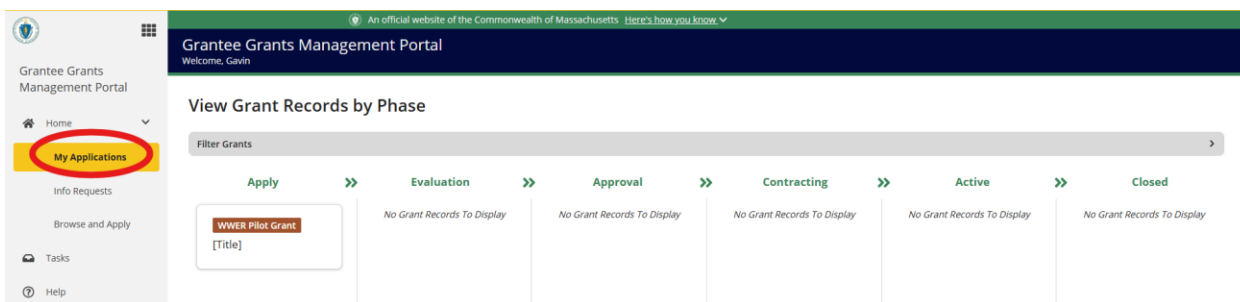 An official website of the Commonwealth of Massachusetts Here's how you know
Grantee Grants Management Portal
Welcome, Gavin
Grantee Grants
Management Portal
Home
My Applications
Info Requests
Browse and Apply
Tasks
Help
View Grant Records by Phase
Filter Grants
Apply
Evaluation
Approval
Contracting
Active
Closed
WWER Pilot Grant
[Title]
No Grant Records To Display
No Grant Records To Display
No Grant Records To Display
No Grant Records To Display
No Grant Records To Display